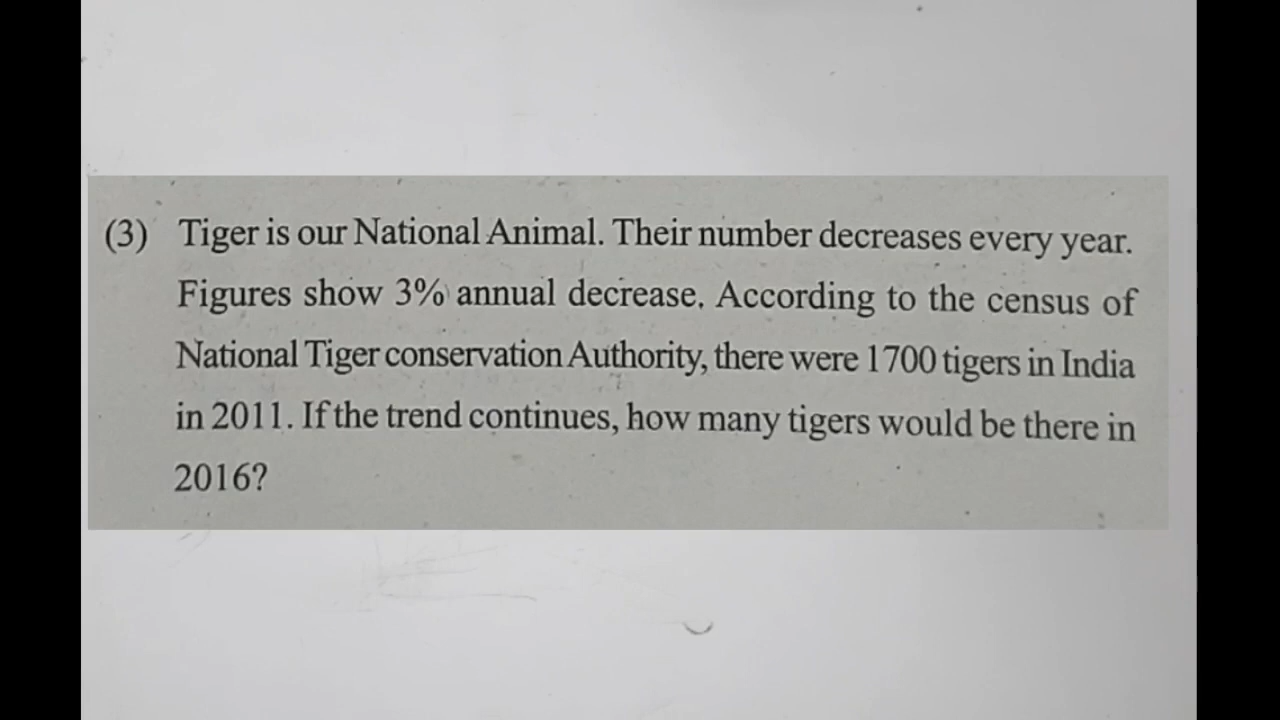 (3) Tiger is our National Animal. Their number decreases every year.
Figures show 3% annual decrease. According to the census of
National Tiger conservation Authority, there were 1700 tigers in India
in 2011. If the trend continues, how many tigers would be there in
2016?